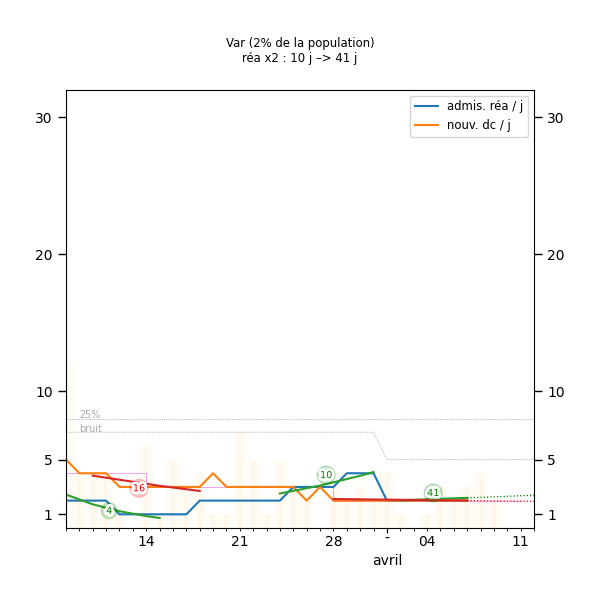 Var (2% de la population)
réa x2 : 10 j –> 41 j
admis. réa / j
nouv. dc / j
30 30
20 20
10 10
25%
bruit
5 5
1 1
16
4
10
41
14 21 28 - 04 11
avril